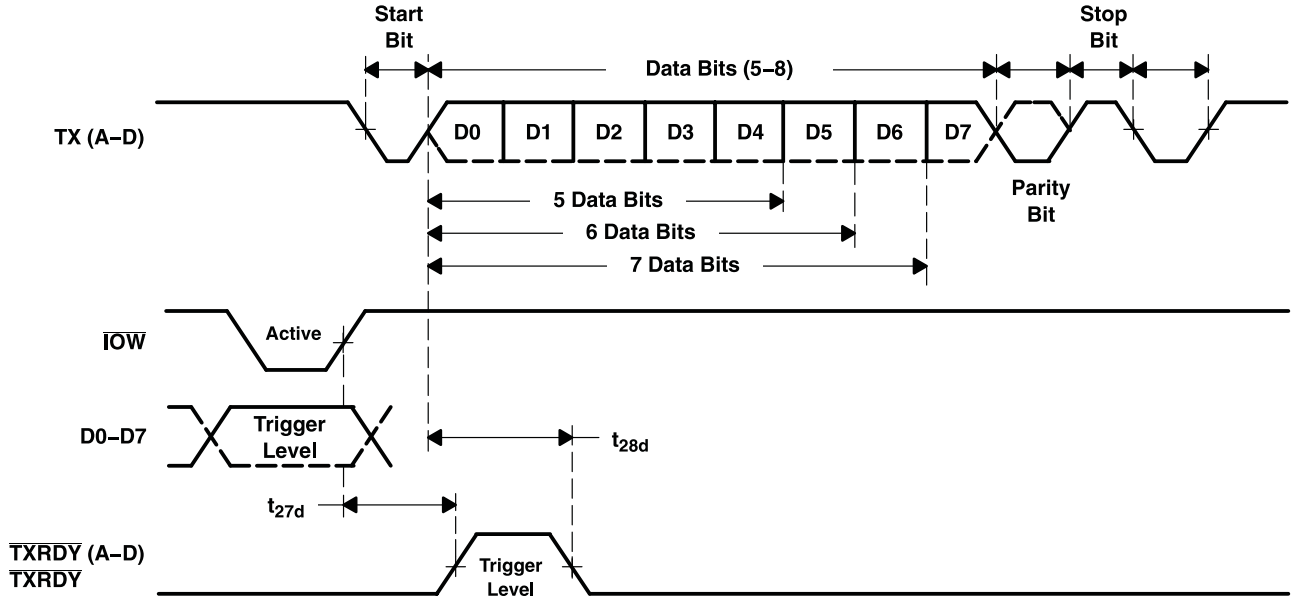 Start
Bit
Stop
Bit
Data Bits (5–8)
TX (A–D)
D0 D1 D2 D3 D4 D5 D6 D7
Parity
Bit
5 Data Bits
6 Data Bits
7 Data Bits
IOW
Active
D0–D7
Trigger
Level
t28d
t27d
TXRDY (A–D)
TXRDY
Trigger
Level